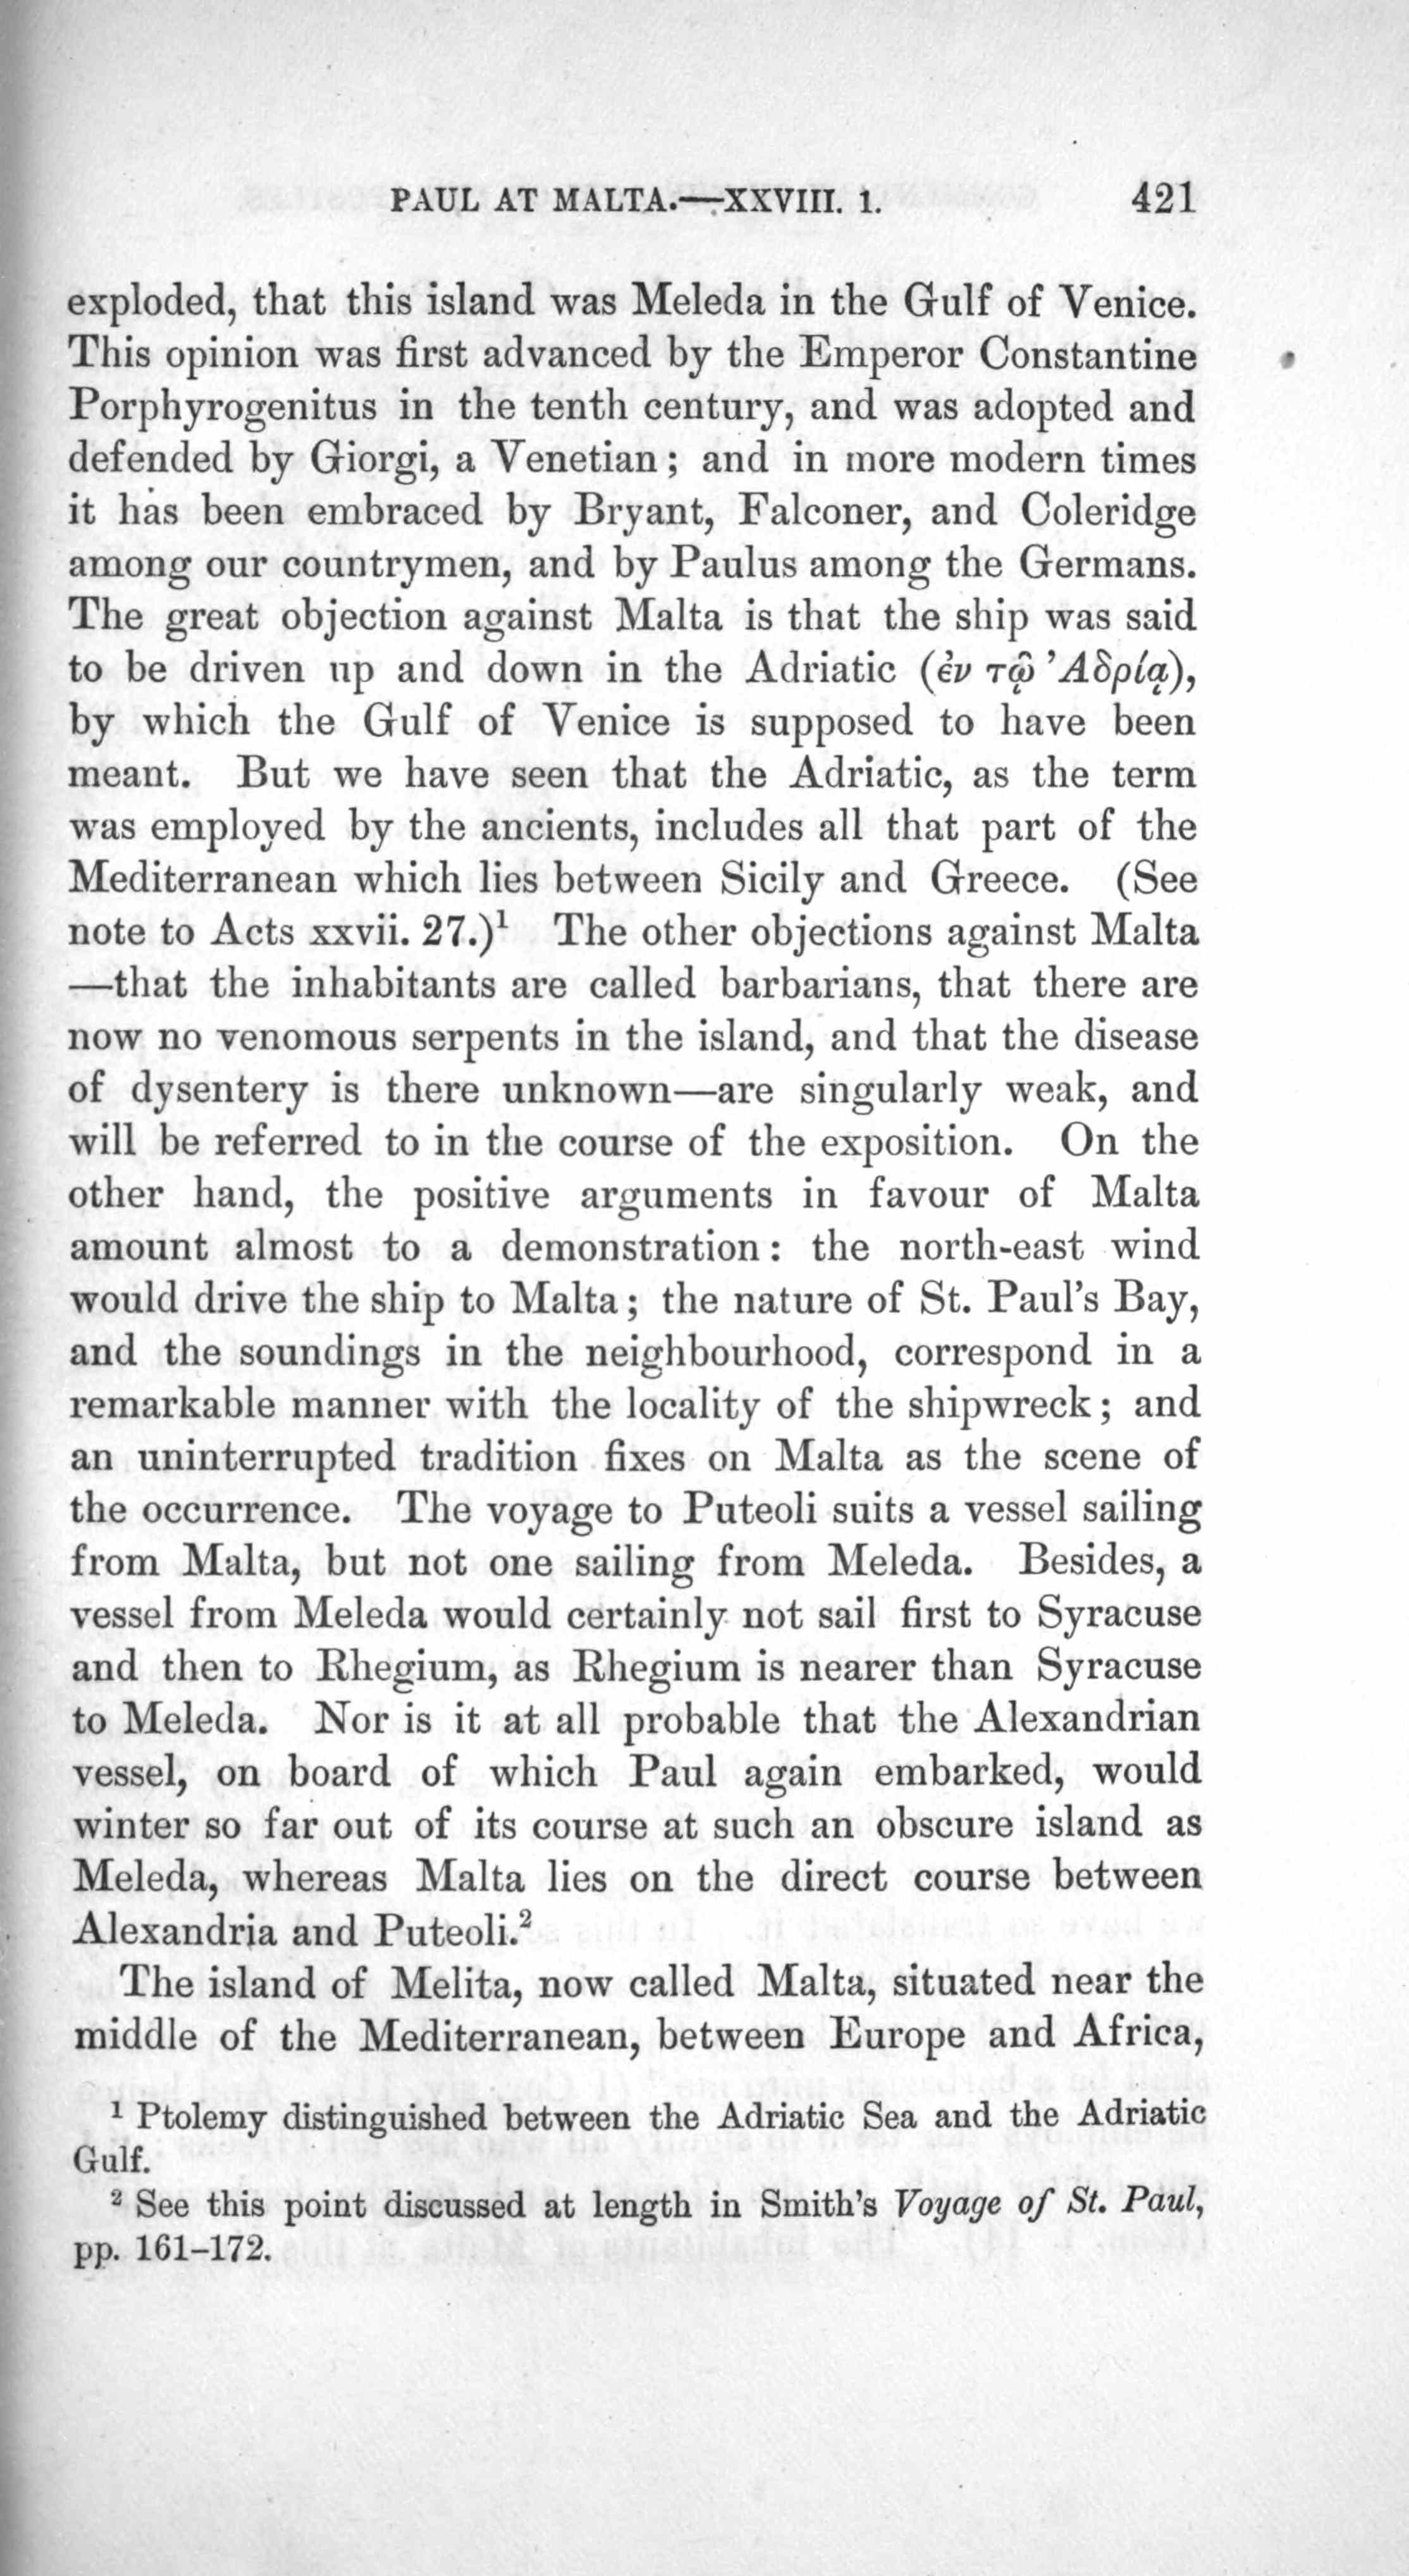 PAUL AT MALTA.—XXVIII. 1. 421
exploded, that this island was Meleda in the Gulf of Venice.
This opinion was first advanced by the Emperor Constantine
Porphyrogenitus in the tenth century, and was adopted and
defended by Giorgi, a Venetian; and in more modern times
it has been embraced by Bryant, Falconer, and Coleridge
among our countrymen, and by Paulus among the Germans.
The great objection against Malta is that the ship was said
to be driven up and down in the Adriatic (ἐν τῷ Ἀδρίᾳ),
by which the Gulf of Venice is supposed to have been
meant. But we have seen that the Adriatic, as the term
was employed by the ancients, includes all that part of the
Mediterranean which lies between Sicily and Greece. (See
note to Acts xxvii. 27.)¹ The other objections against Malta
—that the inhabitants are called barbarians, that there are
now no venomous serpents in the island, and that the disease
of dysentery is there unknown—are singularly weak, and
will be referred to in the course of the exposition. On the
other hand, the positive arguments in favour of Malta
amount almost to a demonstration: the north-east wind
would drive the ship to Malta; the nature of St. Paul's Bay,
and the soundings in the neighbourhood, correspond in a
remarkable manner with the locality of the shipwreck; and
an uninterrupted tradition fixes on Malta as the scene of
the occurrence. The voyage to Puteoli suits a vessel sailing
from Malta, but not one sailing from Meleda. Besides, a
vessel from Meleda would certainly not sail first to Syracuse
and then to Rhegium, as Rhegium is nearer than Syracuse
to Meleda. Nor is it at all probable that the Alexandrian
vessel, on board of which Paul again embarked, would
winter so far out of its course at such an obscure island as
Meleda, whereas Malta lies on the direct course between
Alexandria and Puteoli.²
The island of Melita, now called Malta, situated near the
middle of the Mediterranean, between Europe and Africa,
¹ Ptolemy distinguished between the Adriatic Sea and the Adriatic
Gulf.
² See this point discussed at length in Smith's Voyage of St. Paul,
pp. 161–172.